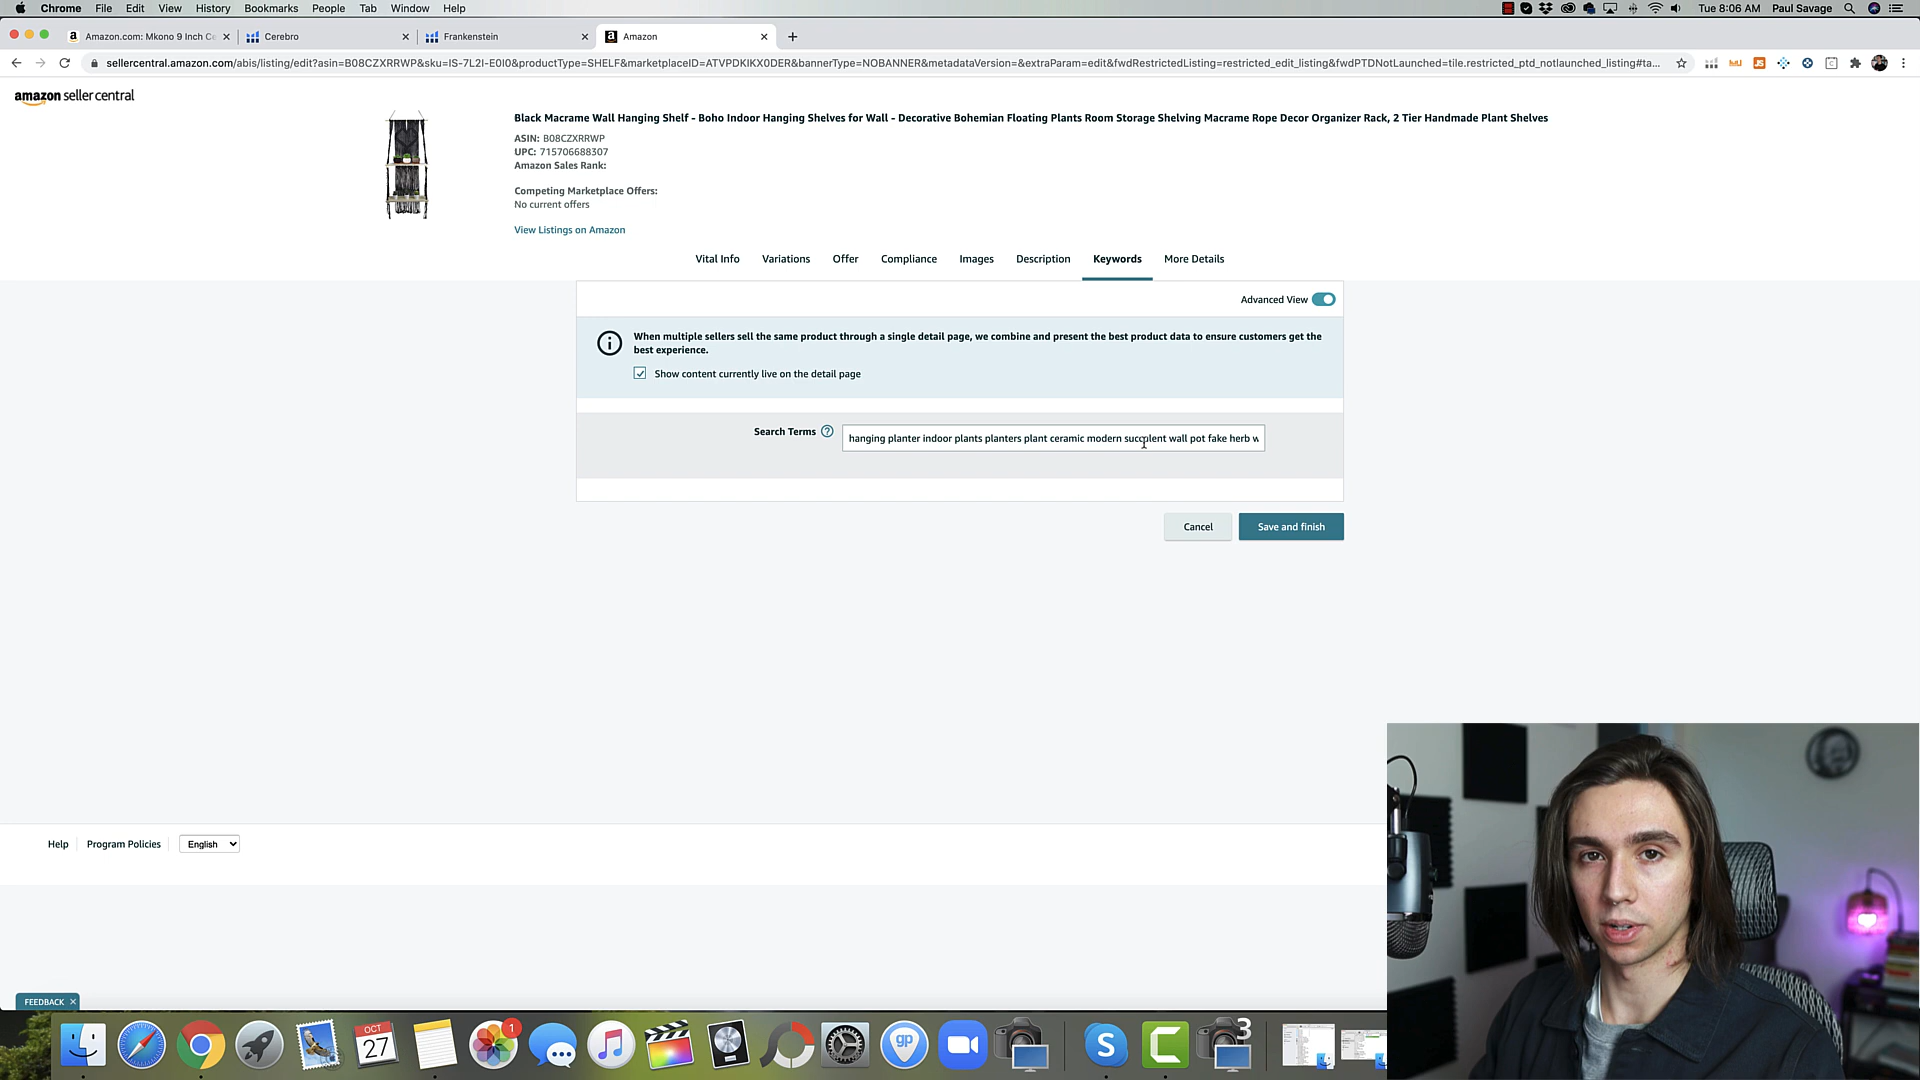 Chrome File Edit View History Bookmarks People Tab Window Help
Tue 8:06 AM Paul Savage
Amazon.com: Mkono 9 Inch Ce
Cerebro
Frankenstein
Amazon
sellercentral.amazon.com/abis/listing/edit?asin=B08CZXRRWP&sku=IS-7L2I-E0I0&productType=SHELF&marketplaceID=ATVPDKIKX0DER&bannerType=NOBANNER&metadataVersion=&extraParam=edit&fwdRestrictedListing=restricted_edit_listing&fwdPTDNotLaunched=tile.restricted_ptd_notlaunched_listing#ta...
amazon seller central
Black Macrame Wall Hanging Shelf - Boho Indoor Hanging Shelves for Wall - Decorative Bohemian Floating Plants Room Storage Shelving Macrame Rope Decor Organizer Rack, 2 Tier Handmade Plant Shelves
ASIN: B08CZXRRWP
UPC: 715706688307
Amazon Sales Rank:
Competing Marketplace Offers:
No current offers
View Listings on Amazon
Vital Info Variations Offer Compliance Images Description Keywords More Details
Advanced View
When multiple sellers sell the same product through a single detail page, we combine and present the best product data to ensure customers get the
best experience.
Show content currently live on the detail page
Search Terms ? hanging planter indoor plants planters plant ceramic modern succulent wall pot fake herb w
Cancel Save and finish
Help Program Policies English
FEEDBACK
OCT
27
1
gp
S
C
3